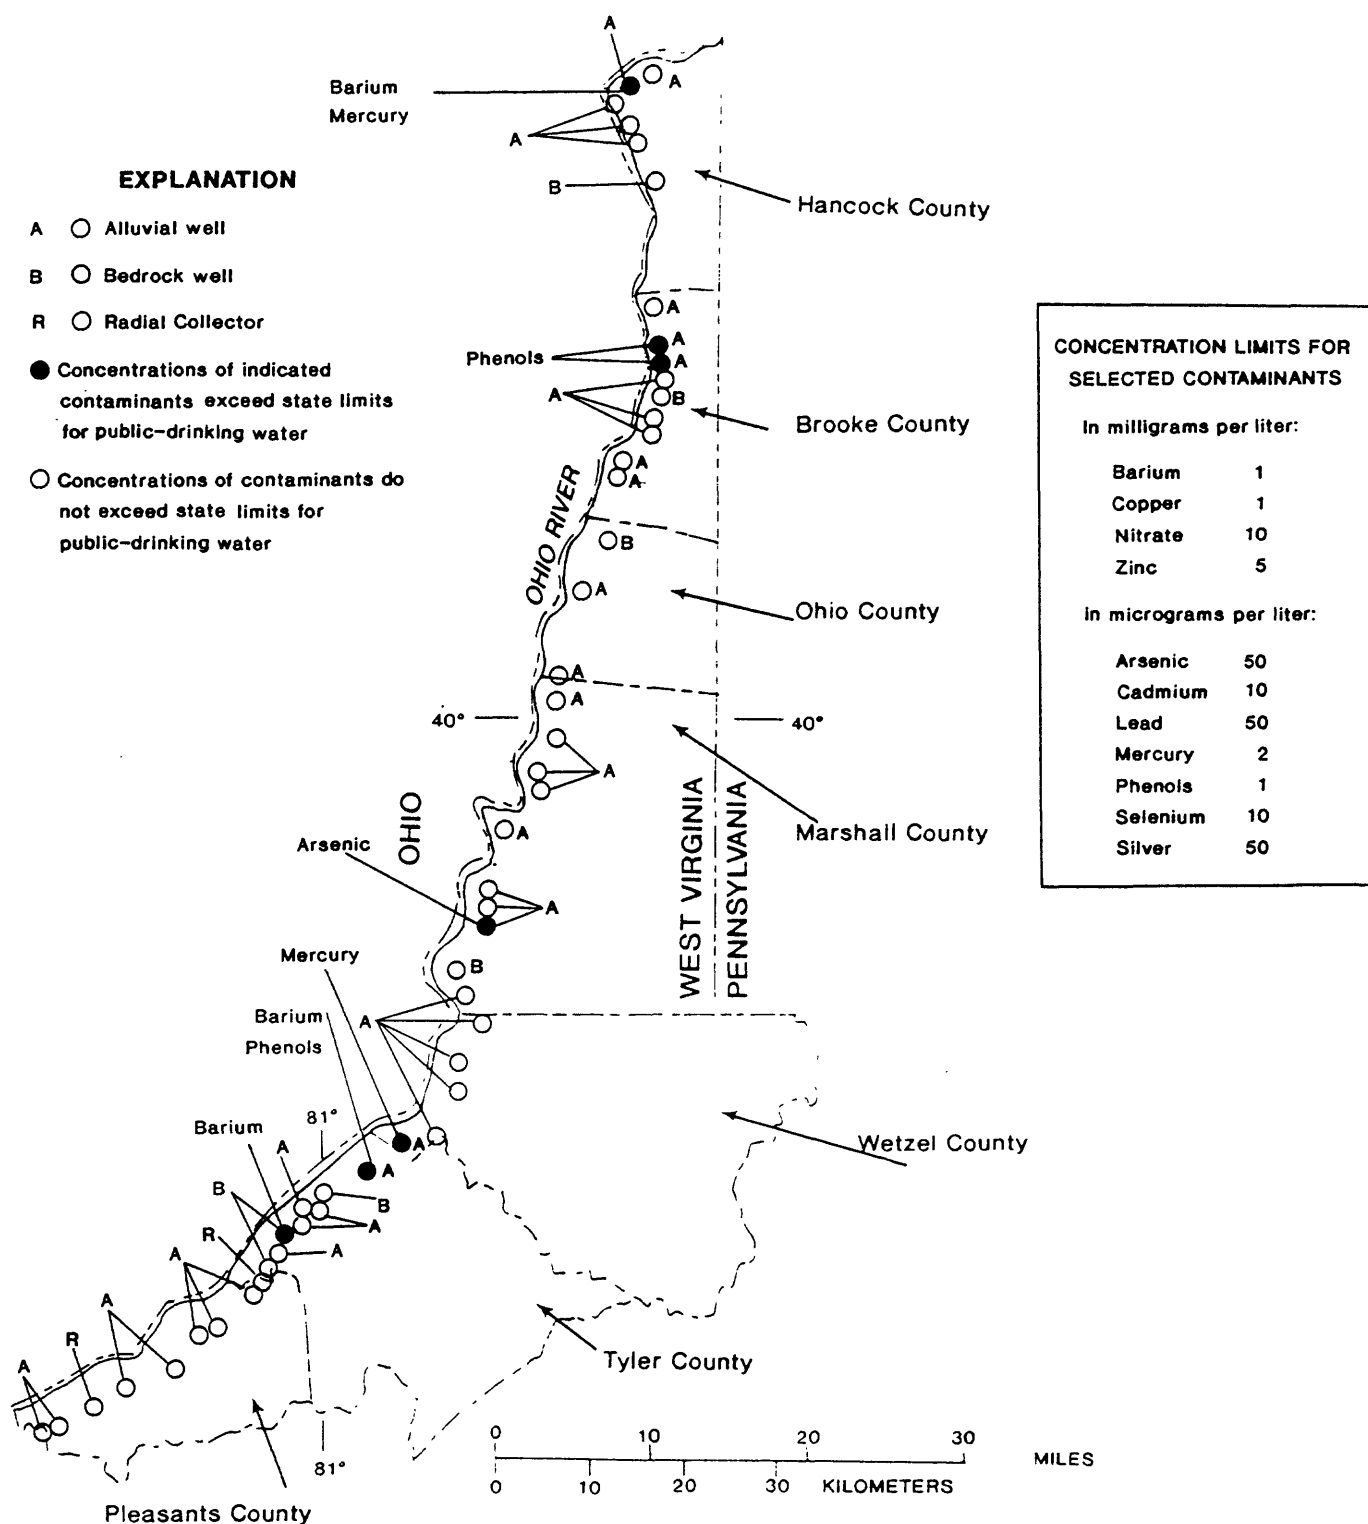 A
Barium
Mercury
A
A
B
Hancock County
EXPLANATION
A Alluvial well
B Bedrock well
R Radial Collector
Concentrations of indicated
contaminants exceed state limits
for public-drinking water
Concentrations of contaminants do
not exceed state limits for
public-drinking water
A
Phenols
A
A
A
B
Brooke County
A
A
OHIO RIVER
B
A
Ohio County
A
A
40°
40°
A
Marshall County
A
OHIO
Arsenic
A
WEST VIRGINIA
PENNSYLVANIA
Mercury
B
Barium
Phenols
A
81°
Wetzel County
Barium
A
A
A
B
B
A
R
A
A
A
R
A
Tyler County
81°
Pleasants County
0 10 20 30
MILES
0 10 20 30 KILOMETERS
CONCENTRATION LIMITS FOR
SELECTED CONTAMINANTS
In milligrams per liter:
Barium 1
Copper 1
Nitrate 10
Zinc 5
In micrograms per liter:
Arsenic 50
Cadmium 10
Lead 50
Mercury 2
Phenols 1
Selenium 10
Silver 50